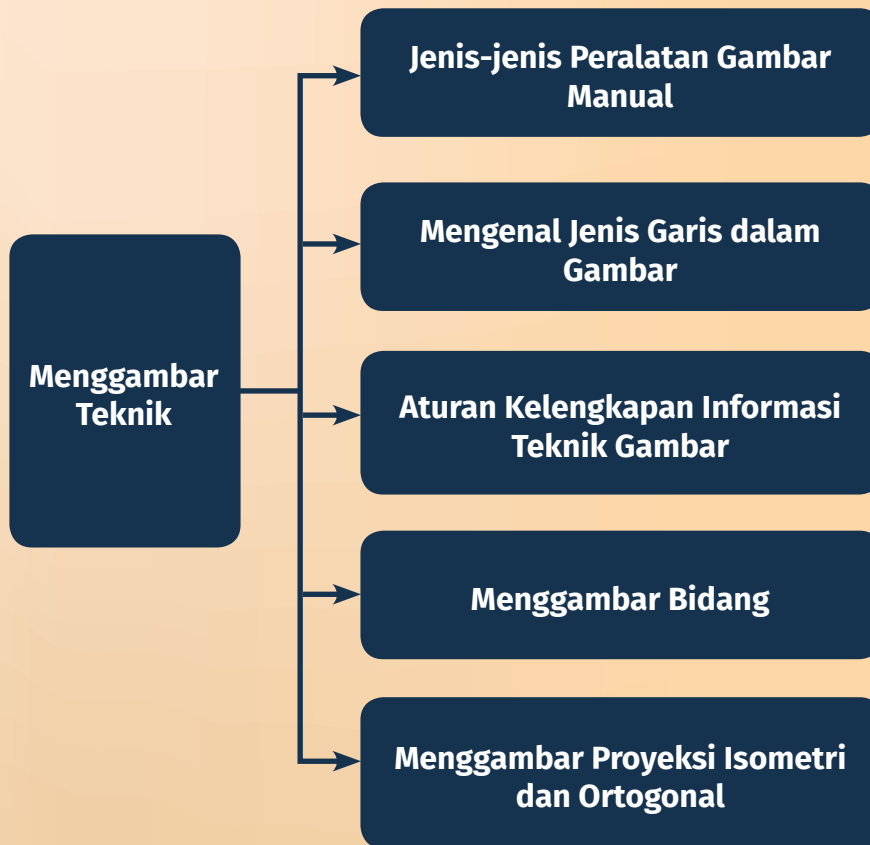 Jenis-jenis Peralatan Gambar
Manual
Mengenal Jenis Garis dalam
Gambar
Menggambar
Teknik
Aturan Kelengkapan Informasi
Teknik Gambar
Menggambar Bidang
Menggambar Proyeksi Isometri
dan Ortogonal